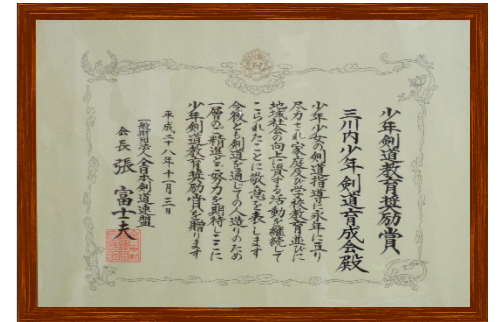 少年剣道教育奨励賞
三川内少年剣道育成会殿
少年少女の剣道指導に永年に亘り
尽力され家庭及び学校教育並びに
地域社会の向上に資する活動を継続して
こられたことに敬意を表します
今後とも剣道を通じての人造りのため
一層のご精進とご努力を期待しここに
少年剣道教育奨励賞を贈ります
平成二十八年十一月三日
一般財団法人全日本剣道連盟
会長 張 富士夫